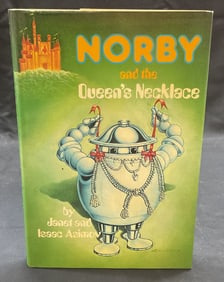 NORBY
and the
Queen's Necklace
by
Janet and
Isaac Asimov